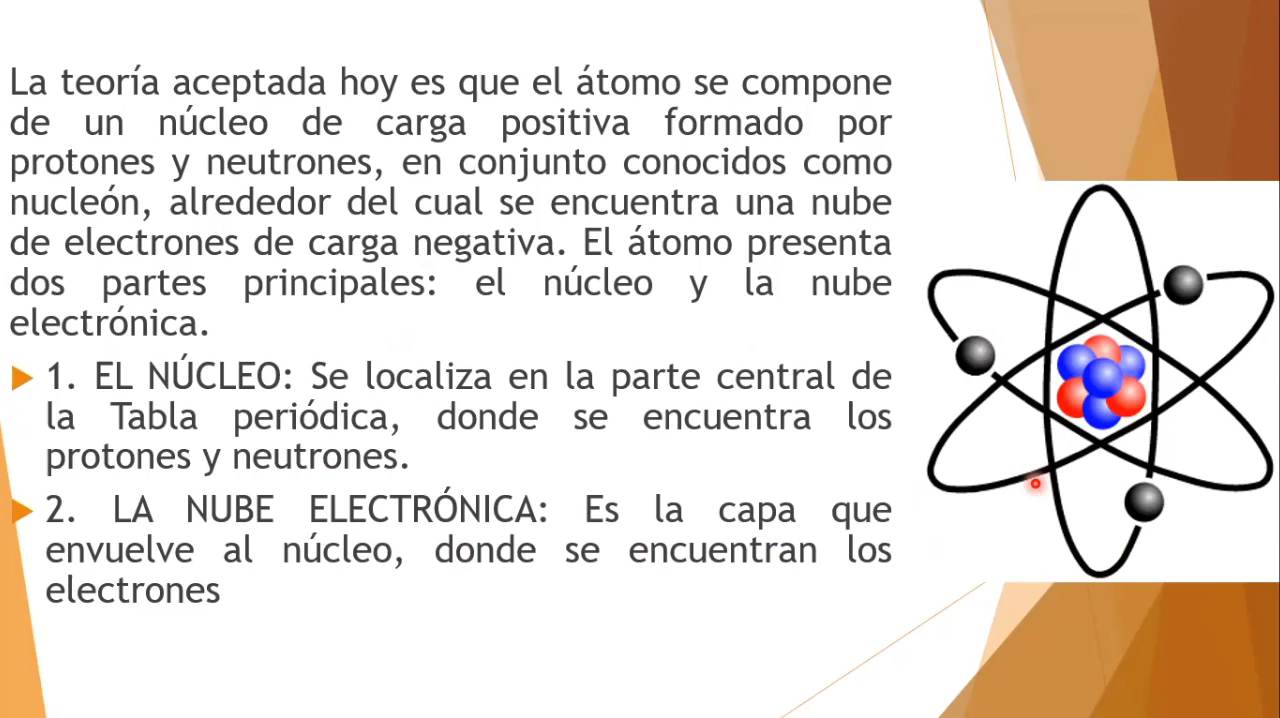 La teoría aceptada hoy es que el átomo se compone
de un núcleo de carga positiva formado por
protones y neutrones, en conjunto conocidos como
nucleón, alrededor del cual se encuentra una nube
de electrones de carga negativa. El átomo presenta
dos partes principales: el núcleo y la nube
electrónica.
1. EL NÚCLEO: Se localiza en la parte central de
la Tabla periódica, donde se encuentra los
protones y neutrones.
2. LA NUBE ELECTRÓNICA: Es la capa que
envuelve al núcleo, donde se encuentran los
electrones